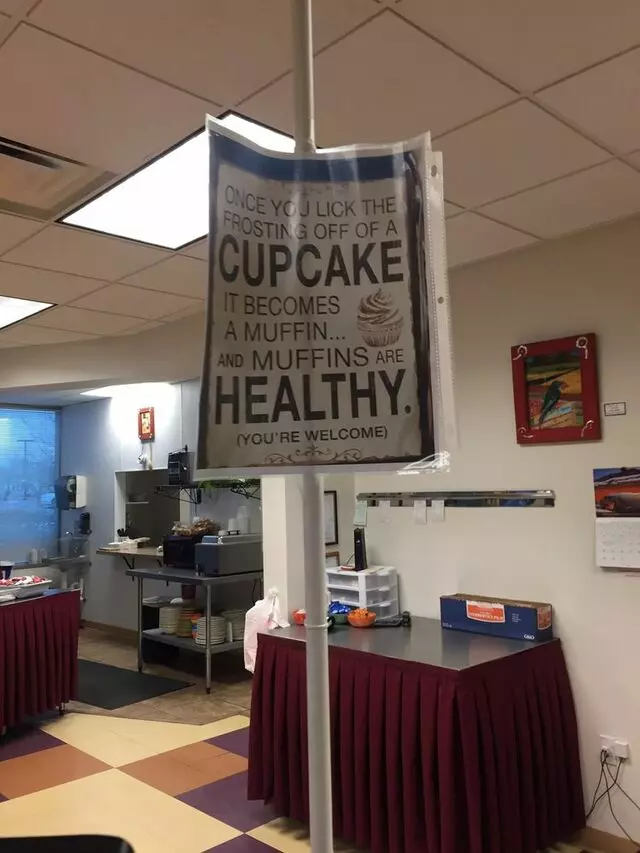 ONCE YOU LICK THE
FROSTING OFF OF A
CUPCAKE
IT BECOMES
A MUFFIN...
AND MUFFINS ARE
HEALTHY.
(YOU'RE WELCOME)